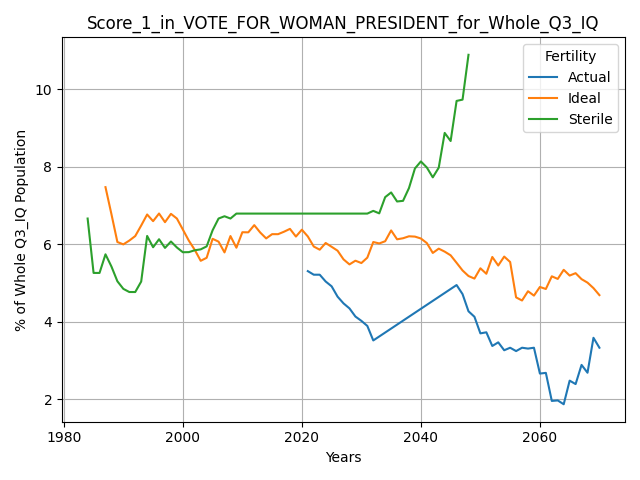 Score_1_in_VOTE_FOR_WOMAN_PRESIDENT_for_Whole_Q3_IQ
% of Whole Q3_IQ Population
10
8
6
4
2
Fertility
Actual
Ideal
Sterile
1980
2000
2020
2040
2060
Years